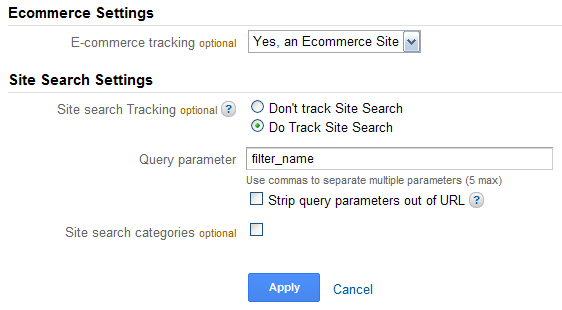 Ecommerce Settings
E-commerce tracking optional Yes, an Ecommerce Site
Site Search Settings
Site search Tracking optional ? Don't track Site Search
Do Track Site Search
Query parameter filter_name
Use commas to separate multiple parameters (5 max)
Strip query parameters out of URL ?
Site search categories optional
Apply Cancel